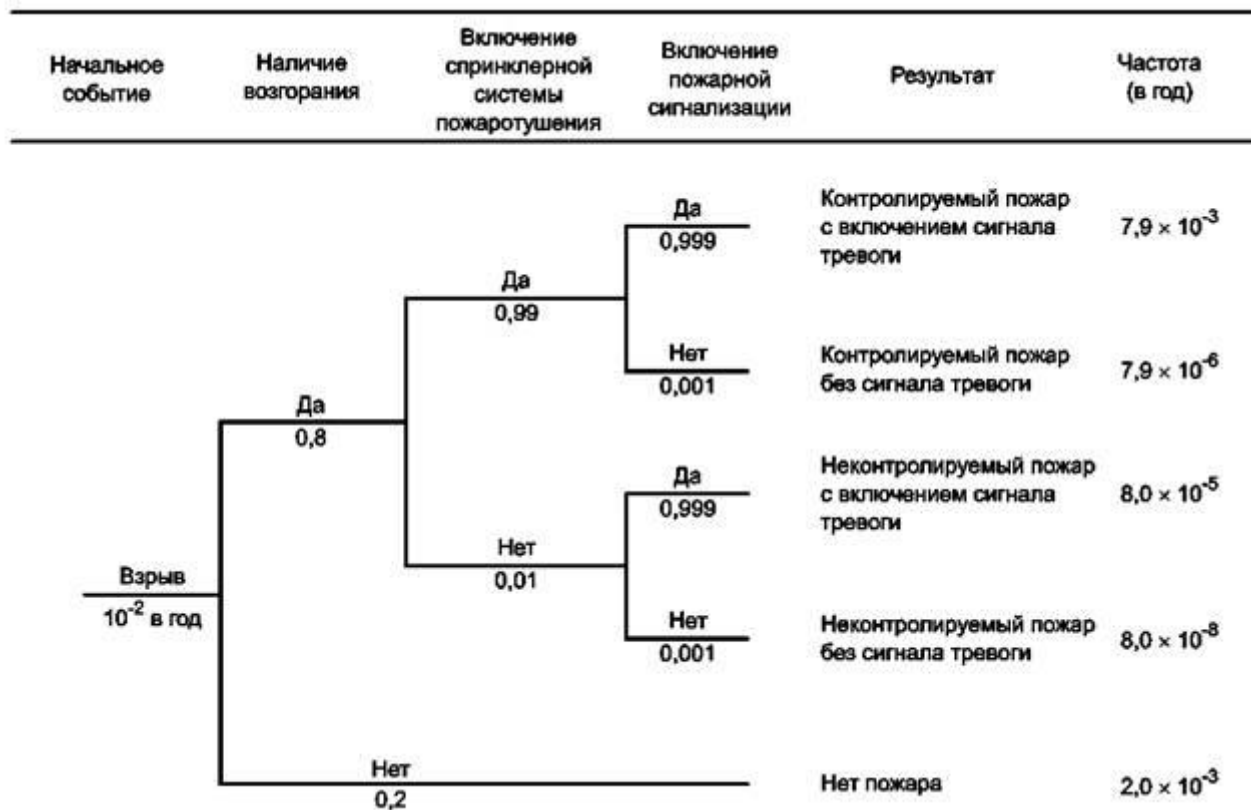 Начальное
событие
Наличие
возгорания
Включение
спринклерной
системы
пожаротушения
Включение
пожарной
сигнализации
Результат
Частота
(в год)
Да
0,999
Контролируемый пожар
с включением сигнала
тревоги
7,9 × 10⁻³
Да
0,99
Нет
0,001
Контролируемый пожар
без сигнала тревоги
7,9 × 10⁻⁶
Да
0,8
Да
0,999
Неконтролируемый пожар
с включением сигнала
тревоги
8,0 × 10⁻⁵
Нет
0,01
Взрыв
10⁻² в год
Нет
0,001
Неконтролируемый пожар
без сигнала тревоги
8,0 × 10⁻⁸
Нет
0,2
Нет пожара
2,0 × 10⁻³